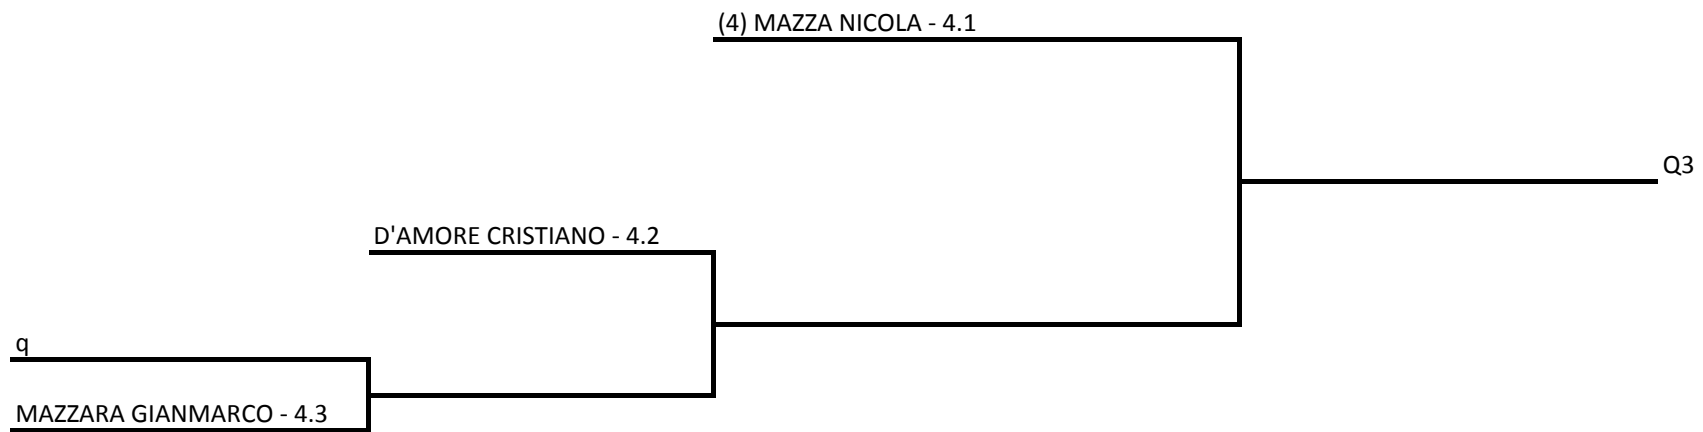 (4) MAZZA NICOLA - 4.1
Q3
D'AMORE CRISTIANO - 4.2
q
MAZZARA GIANMARCO - 4.3